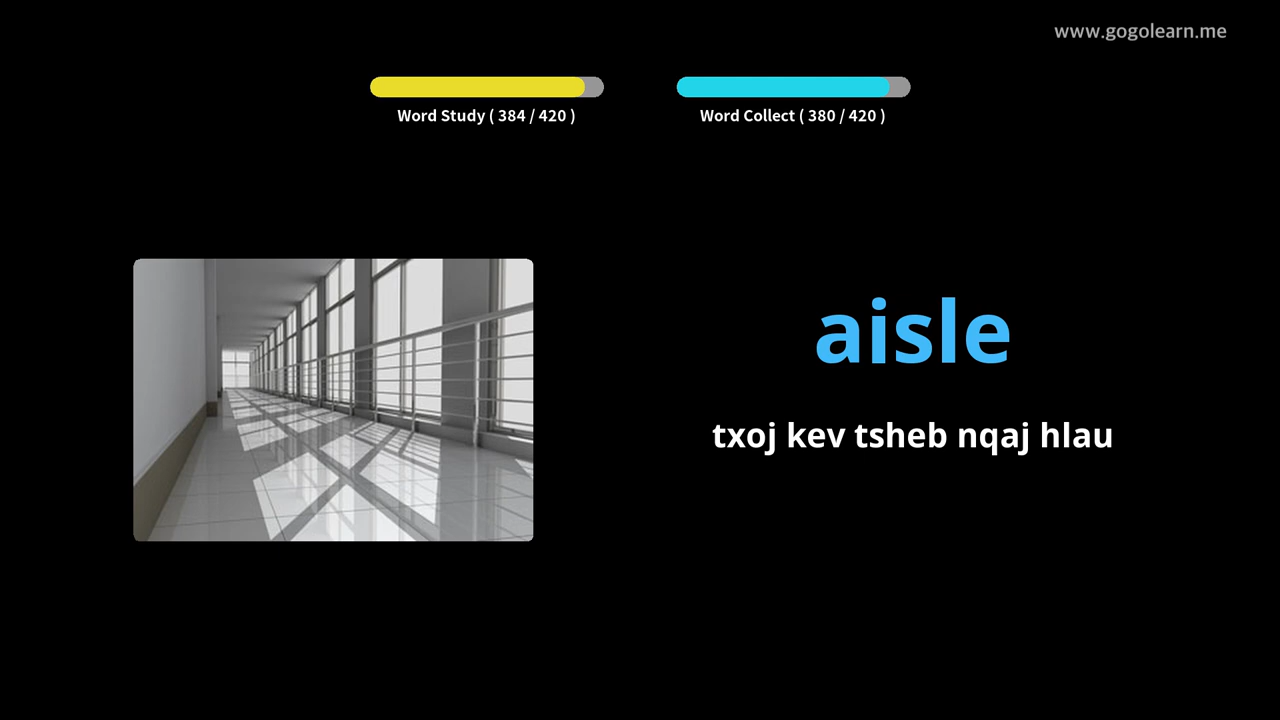 www.gogolearn.me
Word Study ( 384 / 420 )
Word Collect ( 380 / 420 )
aisle
txoj kev tsheb nqaj hlau